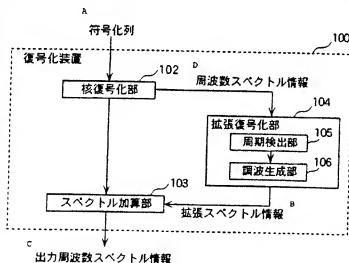 A
符号化列
100
復号化装置
102
D
核復号化部
周波数スペクトル情報
104
拡張復号化部
周期検出部
105
106
調波生成部
103
スペクトル加算部
拡張スペクトル情報
B
C
出力周波数スペクトル情報